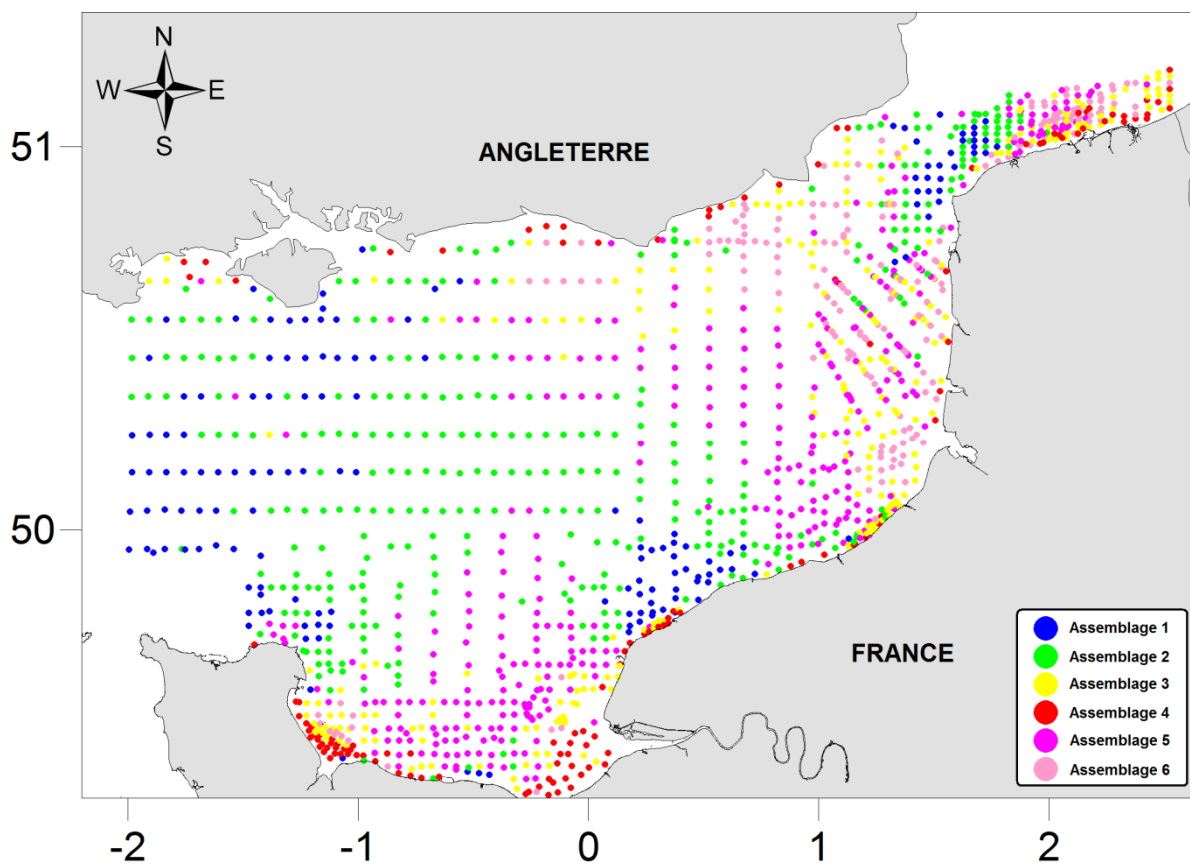 N
W E
S
51
ANGLETERRE
50
FRANCE
Assemblage 1
Assemblage 2
Assemblage 3
Assemblage 4
Assemblage 5
Assemblage 6
-2 -1 0 1 2